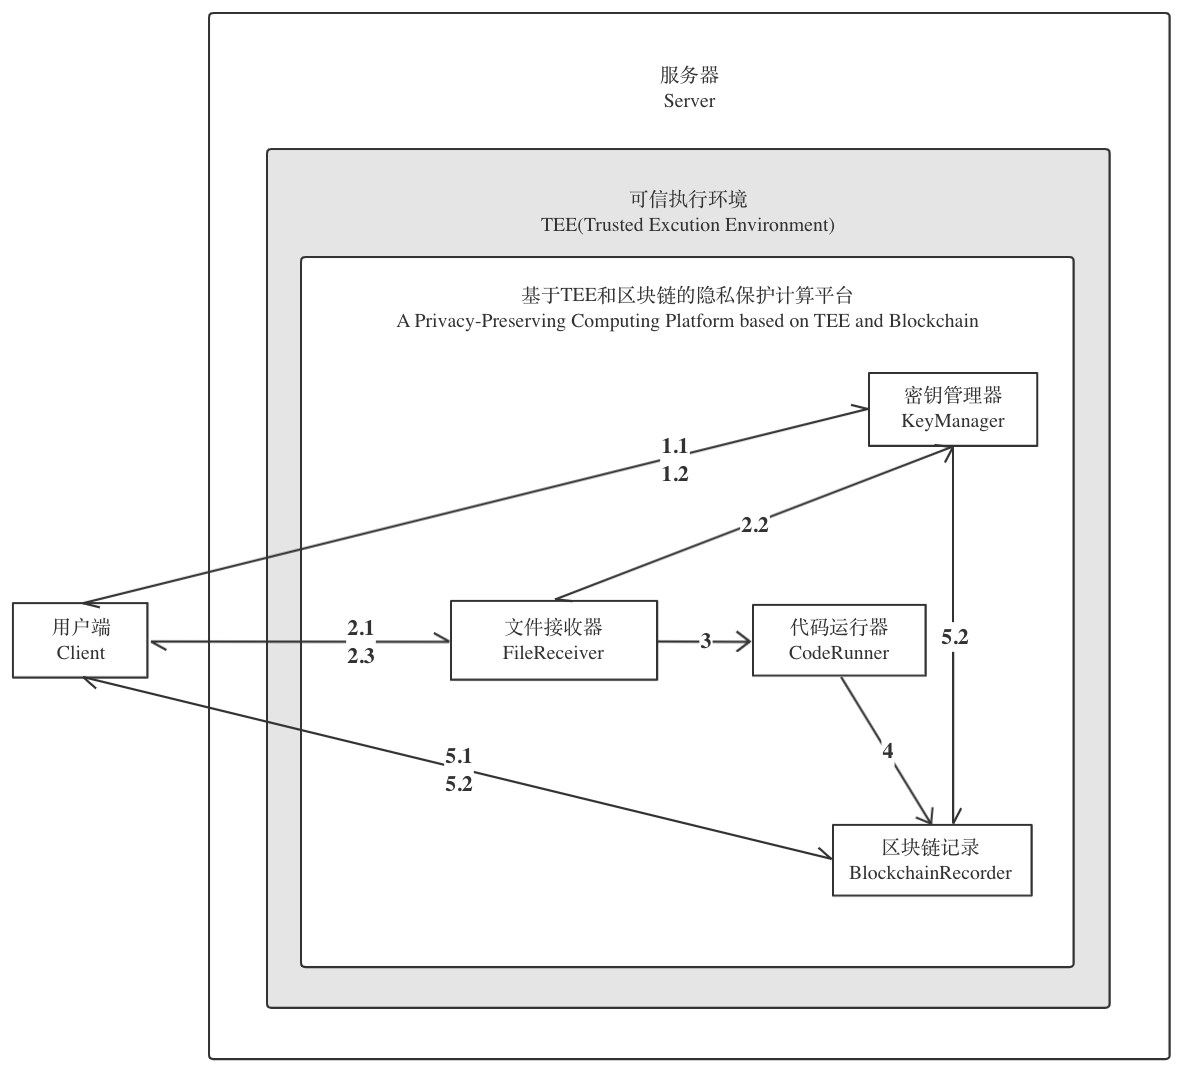 服务器
Server
可信执行环境
TEE(Trusted Excution Environment)
基于TEE和区块链的隐私保护计算平台
A Privacy-Preserving Computing Platform based on TEE and Blockchain
密钥管理器
KeyManager
1.1
1.2
2.2
用户端
Client
2.1
2.3
文件接收器
FileReceiver
3
代码运行器
CodeRunner
5.2
5.1
5.2
4
区块链记录
BlockchainRecorder